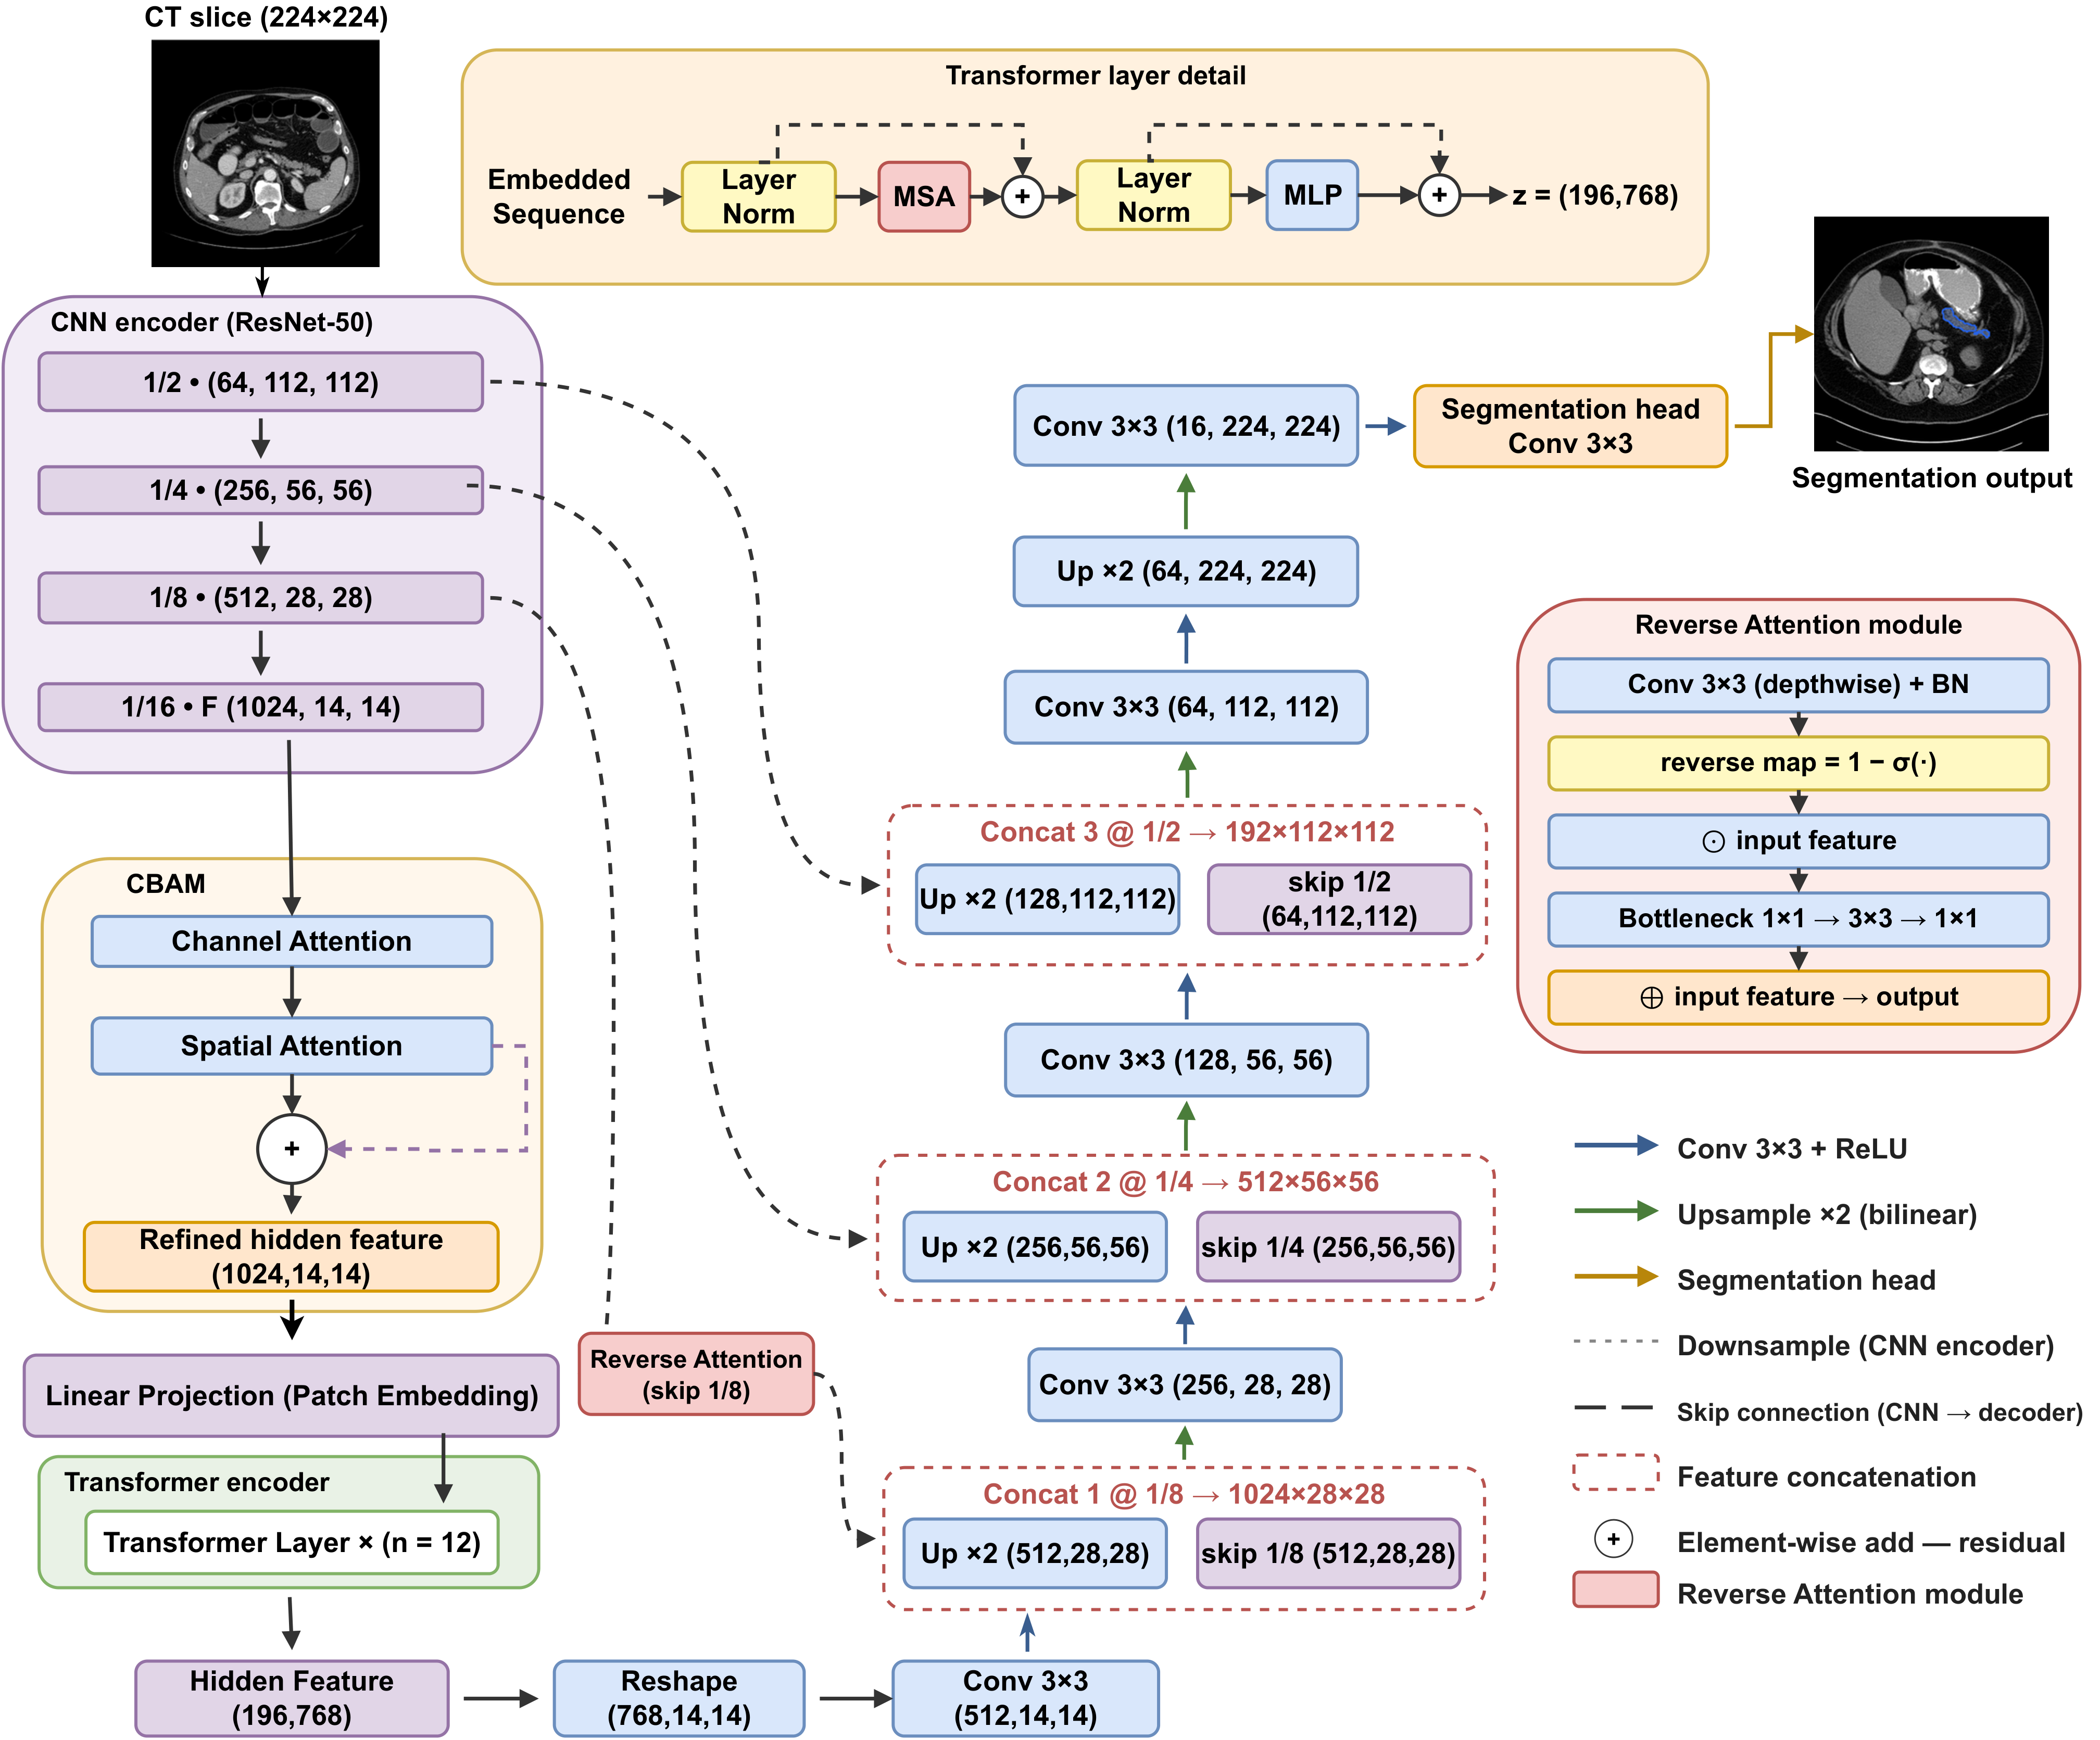 CT slice (224×224)
Transformer layer detail
Embedded
Sequence
Layer
Norm
MSA
+
Layer
Norm
MLP
+
z = (196,768)
CNN encoder (ResNet-50)
1/2 • (64, 112, 112)
1/4 • (256, 56, 56)
1/8 • (512, 28, 28)
1/16 • F (1024, 14, 14)
CBAM
Channel Attention
Spatial Attention
+
Refined hidden feature
(1024,14,14)
Linear Projection (Patch Embedding)
Transformer encoder
Transformer Layer × (n = 12)
Hidden Feature
(196,768)
Reshape
(768,14,14)
Conv 3×3
(512,14,14)
Reverse Attention
(skip 1/8)
Concat 1 @ 1/8 → 1024×28×28
Up ×2 (512,28,28)
skip 1/8 (512,28,28)
Conv 3×3 (256, 28, 28)
Concat 2 @ 1/4 → 512×56×56
Up ×2 (256,56,56)
skip 1/4 (256,56,56)
Conv 3×3 (128, 56, 56)
Concat 3 @ 1/2 → 192×112×112
Up ×2 (128,112,112)
skip 1/2
(64,112,112)
Conv 3×3 (64, 112, 112)
Up ×2 (64, 224, 224)
Conv 3×3 (16, 224, 224)
Segmentation head
Conv 3×3
Segmentation output
Reverse Attention module
Conv 3×3 (depthwise) + BN
reverse map = 1 − σ(·)
⊙ input feature
Bottleneck 1×1 → 3×3 → 1×1
⊕ input feature → output
Conv 3×3 + ReLU
Upsample ×2 (bilinear)
Segmentation head
Downsample (CNN encoder)
Skip connection (CNN → decoder)
Feature concatenation
+
Element-wise add — residual
Reverse Attention module